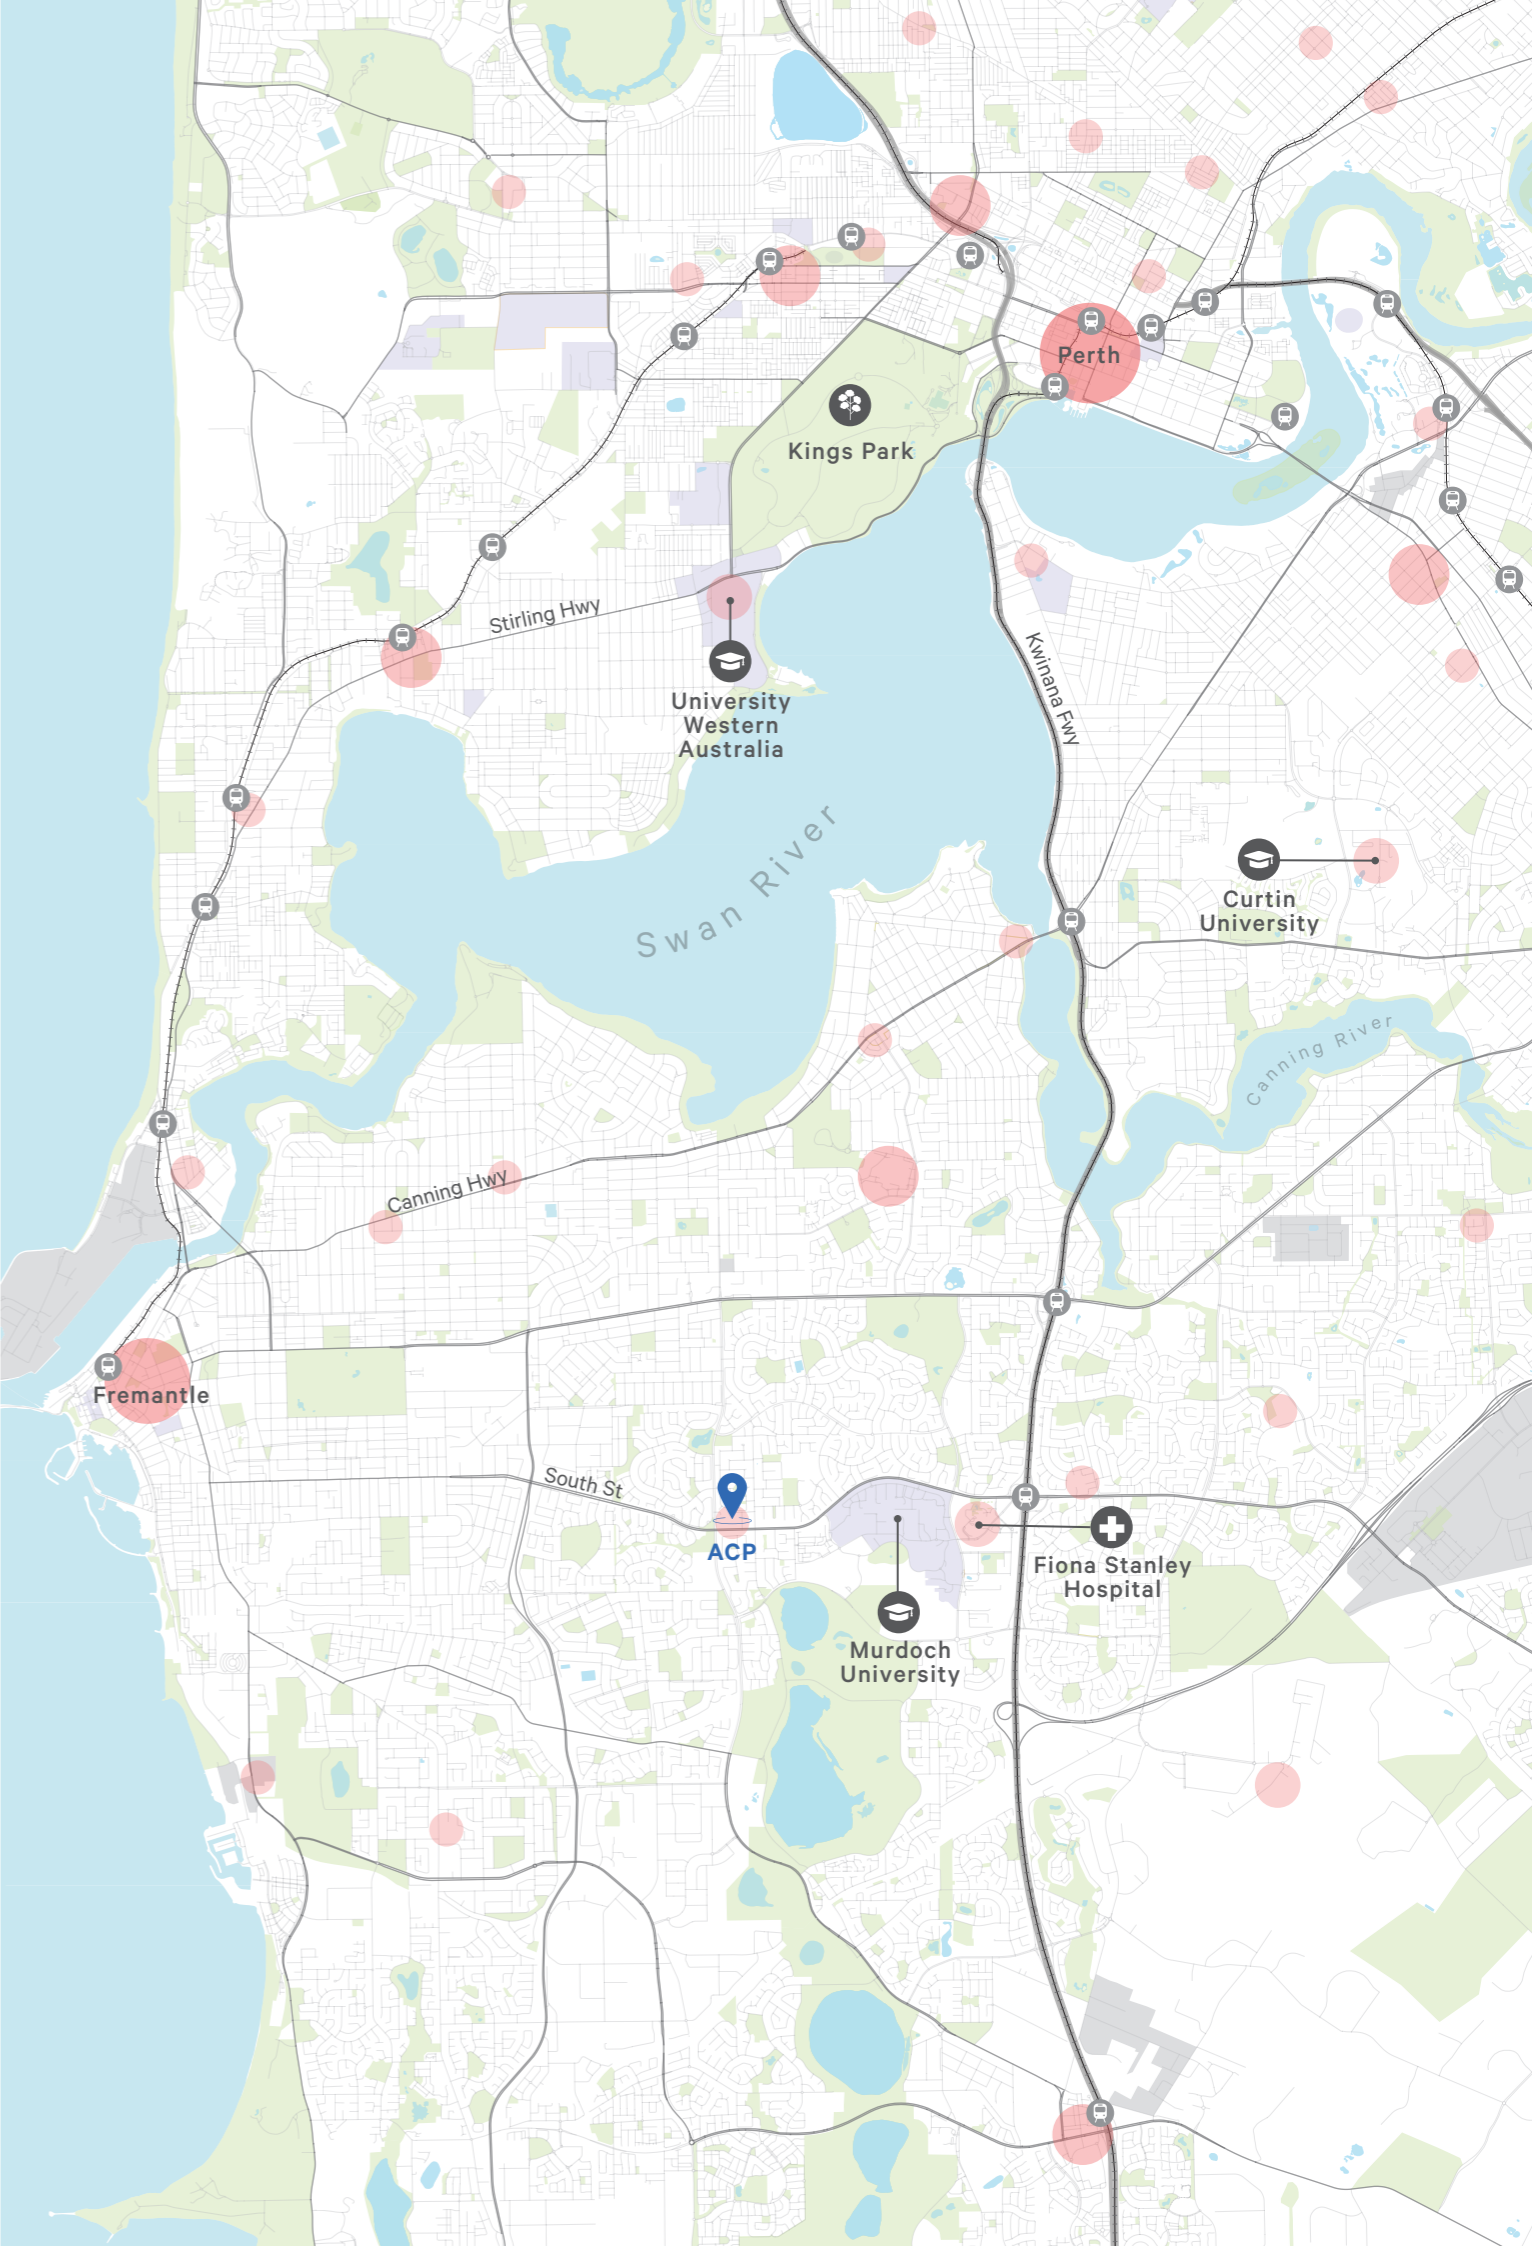 Perth
Kings Park
Stirling Hwy
University
Western
Australia
Kwinana Fwy
Swan River
Curtin
University
Canning River
Canning Hwy
Fremantle
South St
ACP
Fiona Stanley
Hospital
Murdoch
University